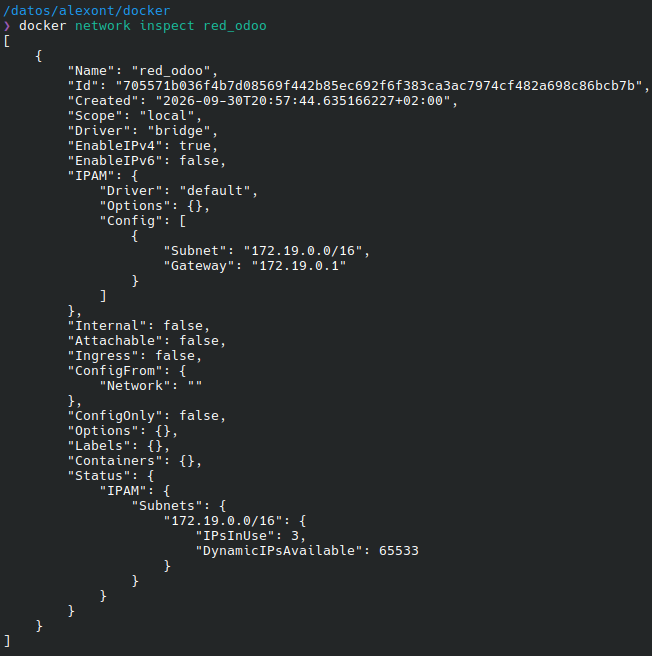 /datos/alexont/docker
❯ docker network inspect red_odoo
[
    {
        "Name": "red_odoo",
        "Id": "705571b036f4b7d08569f442b85ec692f6f383ca3ac7974cf482a698c86bcb7b",
        "Created": "2026-09-30T20:57:44.635166227+02:00",
        "Scope": "local",
        "Driver": "bridge",
        "EnableIPv4": true,
        "EnableIPv6": false,
        "IPAM": {
            "Driver": "default",
            "Options": {},
            "Config": [
                {
                    "Subnet": "172.19.0.0/16",
                    "Gateway": "172.19.0.1"
                }
            ]
        },
        "Internal": false,
        "Attachable": false,
        "Ingress": false,
        "ConfigFrom": {
            "Network": ""
        },
        "ConfigOnly": false,
        "Options": {},
        "Labels": {},
        "Containers": {},
        "Status": {
            "IPAM": {
                "Subnets": {
                    "172.19.0.0/16": {
                        "IPsInUse": 3,
                        "DynamicIPsAvailable": 65533
                    }
                }
            }
        }
    }
]